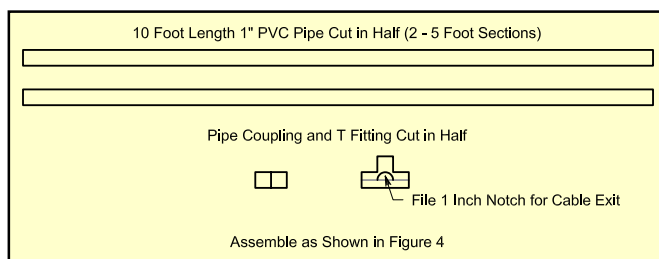 10 Foot Length 1" PVC Pipe Cut in Half (2 - 5 Foot Sections)
Pipe Coupling and T Fitting Cut in Half
File 1 Inch Notch for Cable Exit
Assemble as Shown in Figure 4